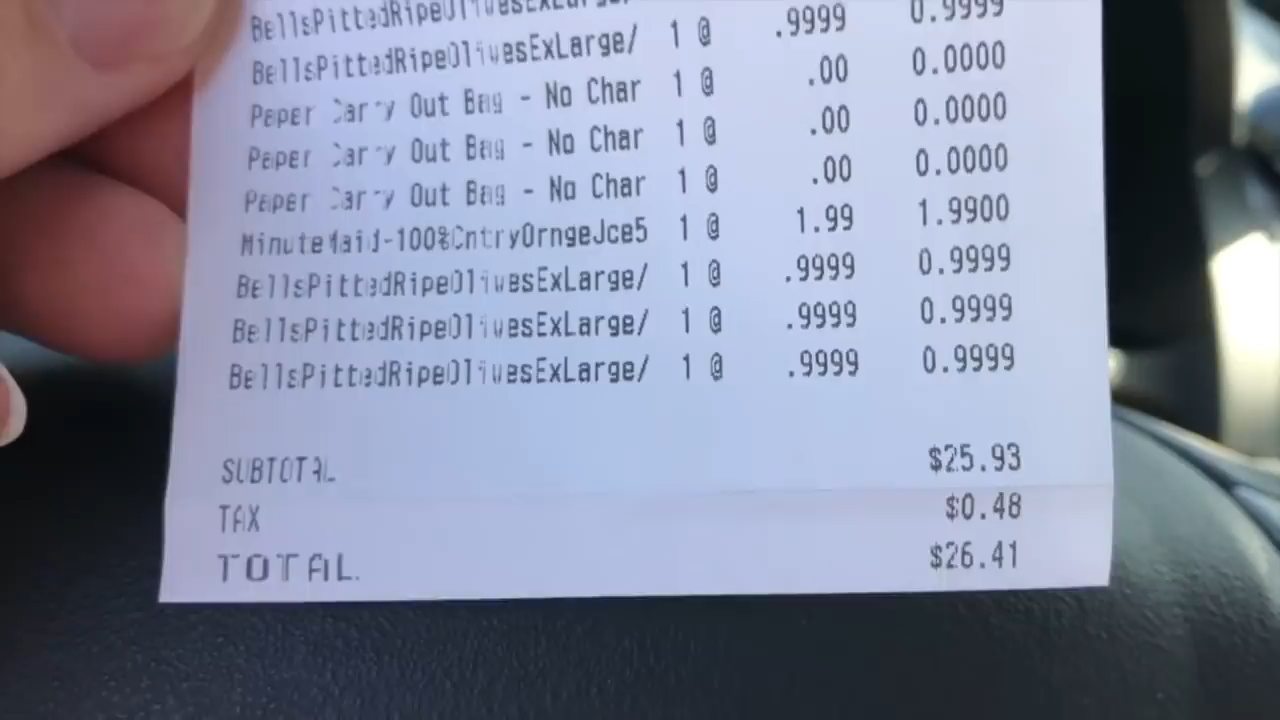 BellsPittedRipeOlivesExLarge/ 1 @ .9999 0.9999
BellsPittedRipeOlivesExLarge/ 1 @ .00 0.0000
Paper Carry Out Bag - No Char 1 @ .00 0.0000
Paper Carry Out Bag - No Char 1 @ .00 0.0000
Paper Carry Out Bag - No Char 1 @ 1.99 1.9900
MinuteMaid-100%CntryOrngeJce5 1 @ .9999 0.9999
BellsPittedRipeOlivesExLarge/ 1 @ .9999 0.9999
BellsPittedRipeOlivesExLarge/ 1 @ .9999 0.9999
BellsPittedRipeOlivesExLarge/ 1 @
SUBTOTAL $25.93
TAX $0.48
TOTAL $26.41